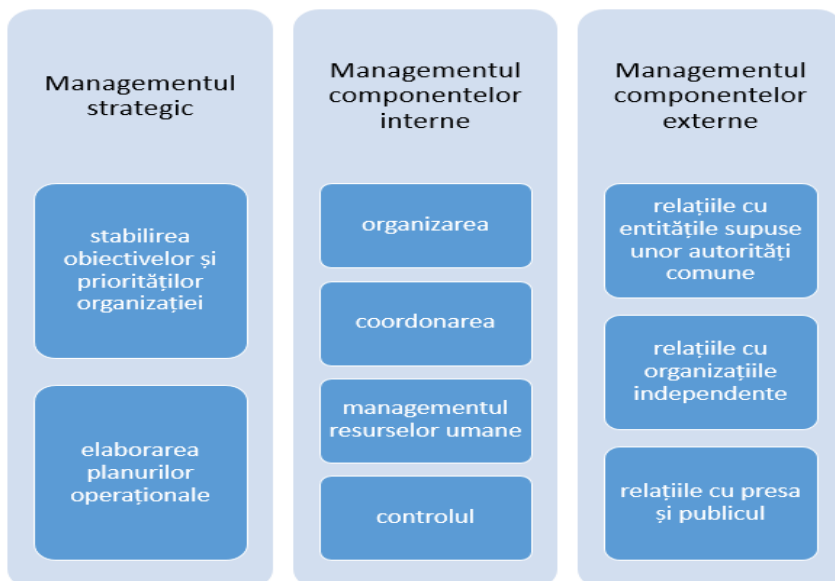 Managementul
strategic
stabilirea
obiectivelor și
priorităților
organizației
elaborarea
planurilor
operaționale
Managementul
componentelor
interne
organizarea
coordonarea
managementul
resurselor umane
controlul
Managementul
componentelor
externe
relațiile cu
entitățile supuse
unor autorități
comune
relațiile cu
organizațiile
independente
relațiile cu presa
și publicul